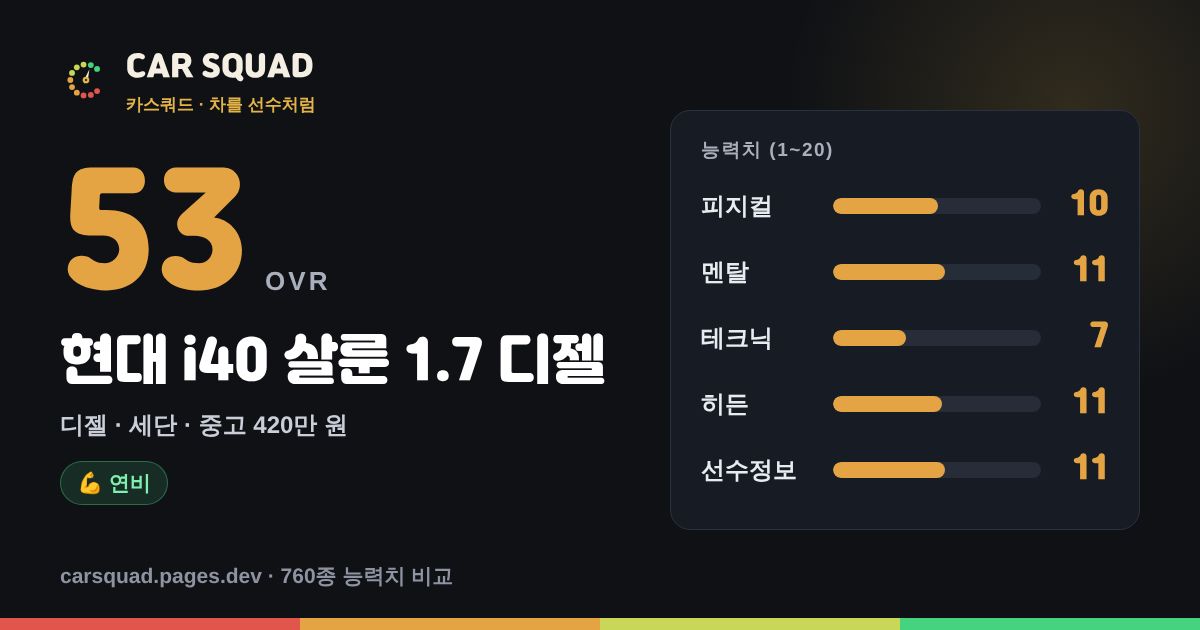 CAR SQUAD
카스쿼드 · 차를 선수처럼
53 OVR
현대 i40 살룬 1.7 디젤
디젤 · 세단 · 중고 420만 원
💪 연비
carsquad.pages.dev · 760종 능력치 비교
능력치 (1~20)
피지컬 10
멘탈 11
테크닉 7
히든 11
선수정보 11